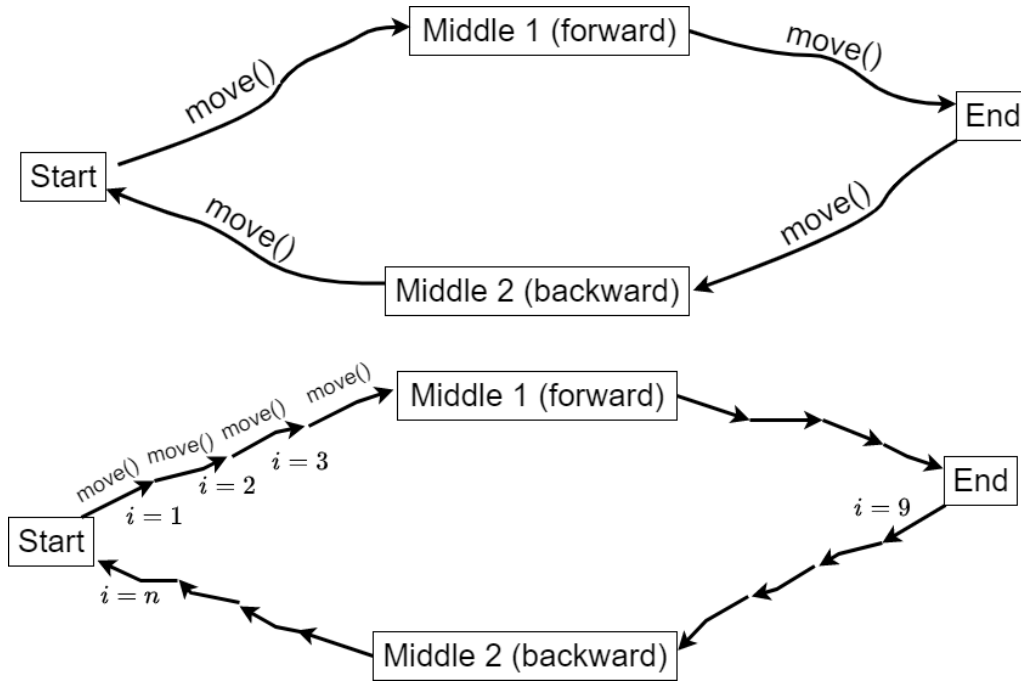 Middle 1 (forward)
move()
move()
End
Start
move()
move()
Middle 2 (backward)
move()
Middle 1 (forward)
move()
move()
i = 3
move()
i = 2
End
i = 1
i = 9
Start
i = n
Middle 2 (backward)